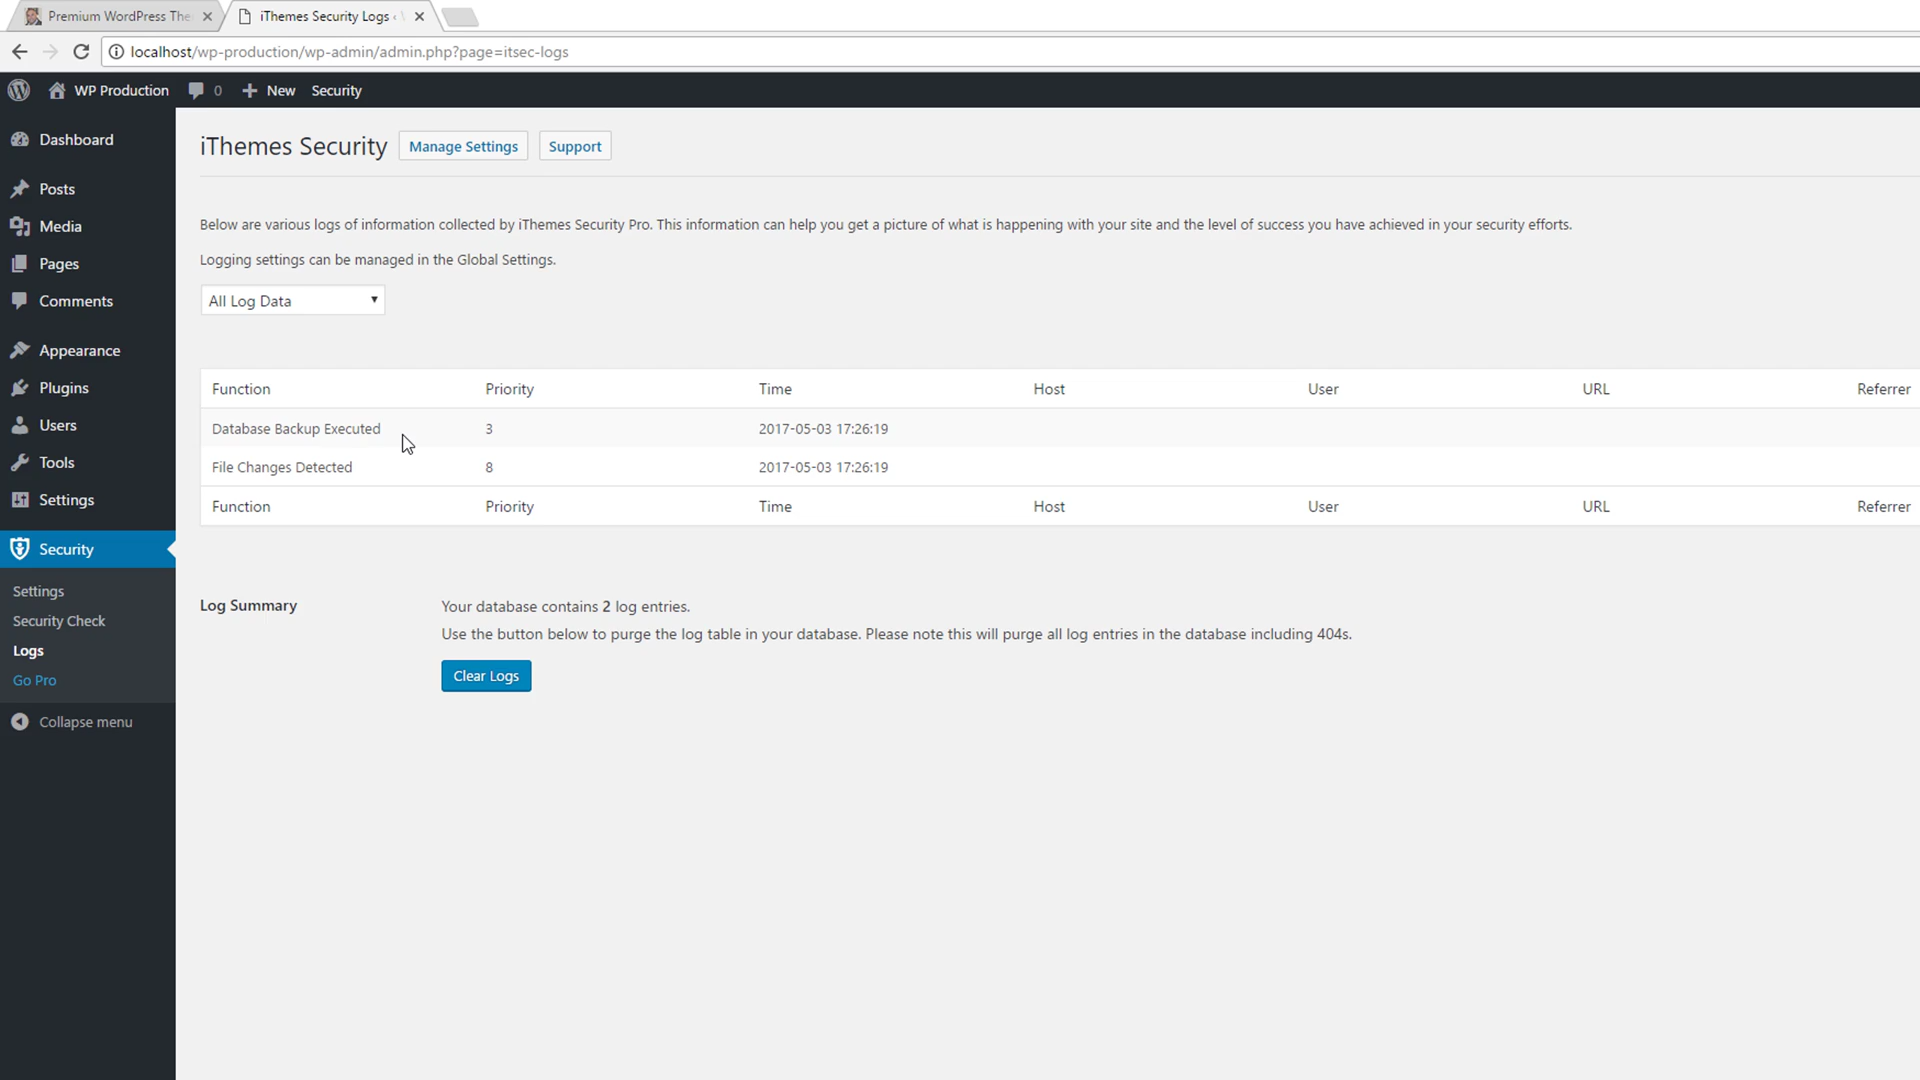 Premium WordPress The
iThemes Security Logs ‹
localhost/wp-production/wp-admin/admin.php?page=itsec-logs
WP Production 0 New Security
Dashboard
Posts
Media
Pages
Comments
Appearance
Plugins
Users
Tools
Settings
Security
Settings
Security Check
Logs
Go Pro
Collapse menu
iThemes Security Manage Settings Support
Below are various logs of information collected by iThemes Security Pro. This information can help you get a picture of what is happening with your site and the level of success you have achieved in your security efforts.
Logging settings can be managed in the Global Settings.
All Log Data
Function Priority Time Host User URL Referrer
Database Backup Executed 3 2017-05-03 17:26:19
File Changes Detected 8 2017-05-03 17:26:19
Function Priority Time Host User URL Referrer
Log Summary
Your database contains 2 log entries.
Use the button below to purge the log table in your database. Please note this will purge all log entries in the database including 404s.
Clear Logs